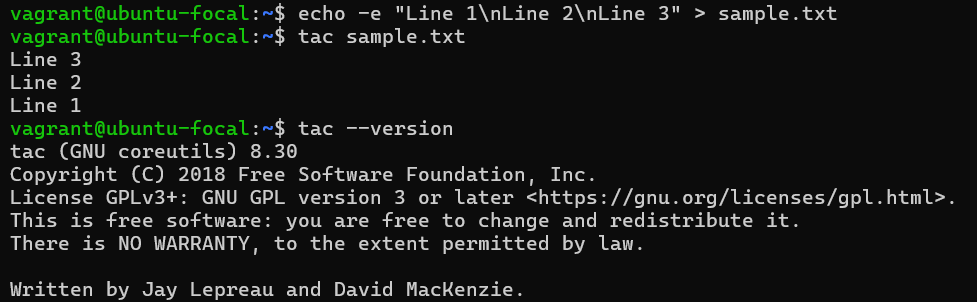 vagrant@ubuntu-focal:~$ echo -e "Line 1\nLine 2\nLine 3" > sample.txt
vagrant@ubuntu-focal:~$ tac sample.txt
Line 3
Line 2
Line 1
vagrant@ubuntu-focal:~$ tac --version
tac (GNU coreutils) 8.30
Copyright (C) 2018 Free Software Foundation, Inc.
License GPLv3+: GNU GPL version 3 or later <https://gnu.org/licenses/gpl.html>.
This is free software: you are free to change and redistribute it.
There is NO WARRANTY, to the extent permitted by law.

Written by Jay Lepreau and David MacKenzie.